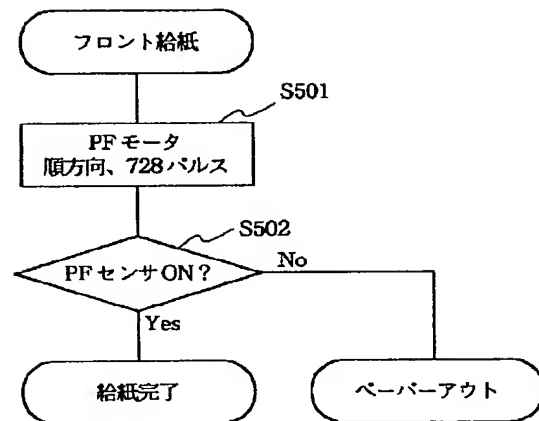 フロント給紙
S501
PFモータ
順方向、728パルス
S502
PFセンサON?
No
Yes
給紙完了
ペーパーアウト